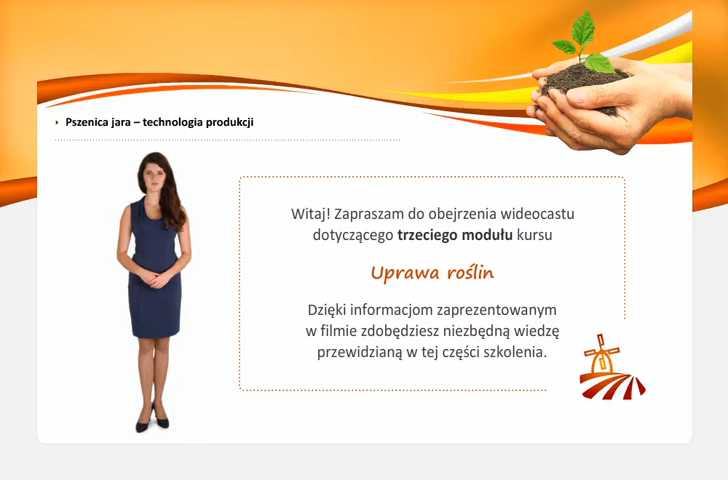 Pszenica jara – technologia produkcji
Witaj! Zapraszam do obejrzenia wideocastu
dotyczącego trzeciego modułu kursu
Uprawa roślin
Dzięki informacjom zaprezentowanym
w filmie zdobędziesz niezbędną wiedzę
przewidzianą w tej części szkolenia.